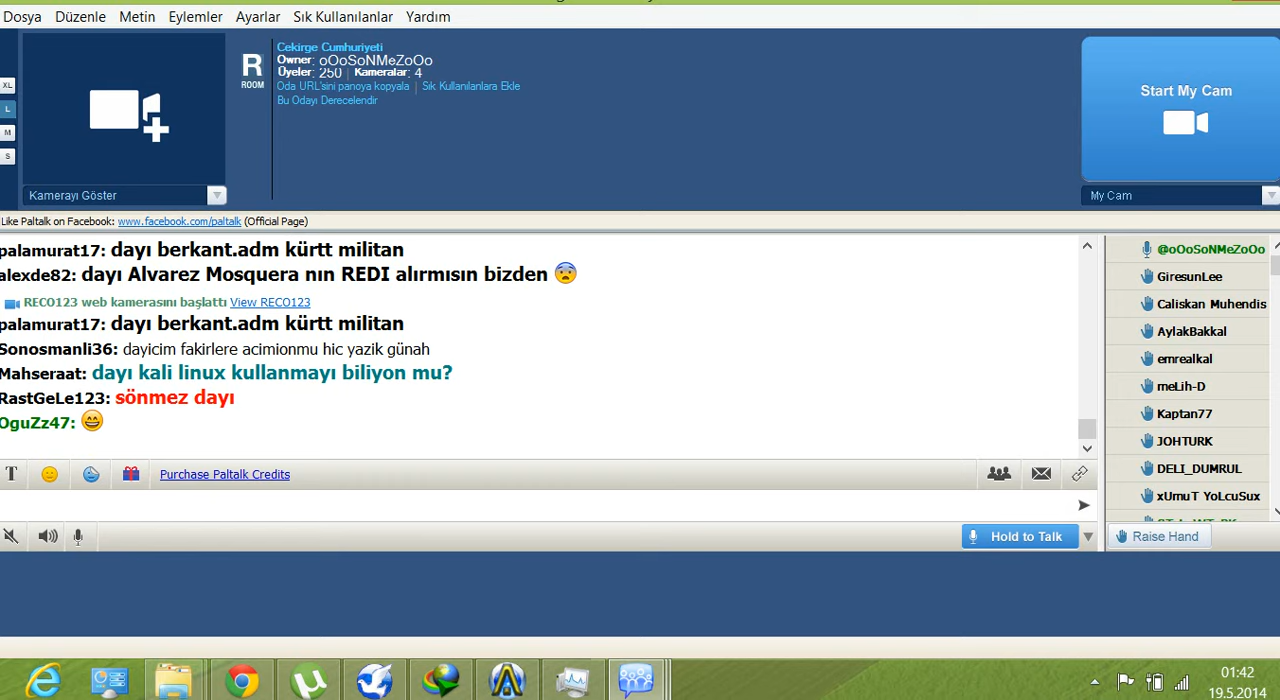 Dosya Düzenle Metin Eylemler Ayarlar Sık Kullanılanlar Yardım
XL
L
M
S
Kamerayı Göster
R
ROOM
Cekirge Cumhuriyeti
Owner: oOoSoNMeZoOo
Üyeler: 250 | Kameralar: 4
Oda URL'sini panoya kopyala | Sık Kullanılanlara Ekle
Bu Odayı Derecelendir
Start My Cam
My Cam
Like Paltalk on Facebook: www.facebook.com/paltalk (Official Page)
palamurat17: dayı berkant.adm kürtt militan
alexde82: dayı Alvarez Mosquera nın REDI alırmısın bizden
RECO123 web kamerasını başlattı View RECO123
palamurat17: dayı berkant.adm kürtt militan
Sonosmanli36: dayicim fakirlere acimionmu hic yazik günah
Mahseraat: dayı kali linux kullanmayı biliyon mu?
RastGeLe123: sönmez dayı
OguZz47:
@oOoSoNMeZoOo
GiresunLee
Caliskan Muhendis
AylakBakkal
emrealkal
meLih-D
Kaptan77
JOHTURK
DELI_DUMRUL
xUmuT YoLcuSux
T Purchase Paltalk Credits
Hold to Talk
Raise Hand
01:42
19.5.2014